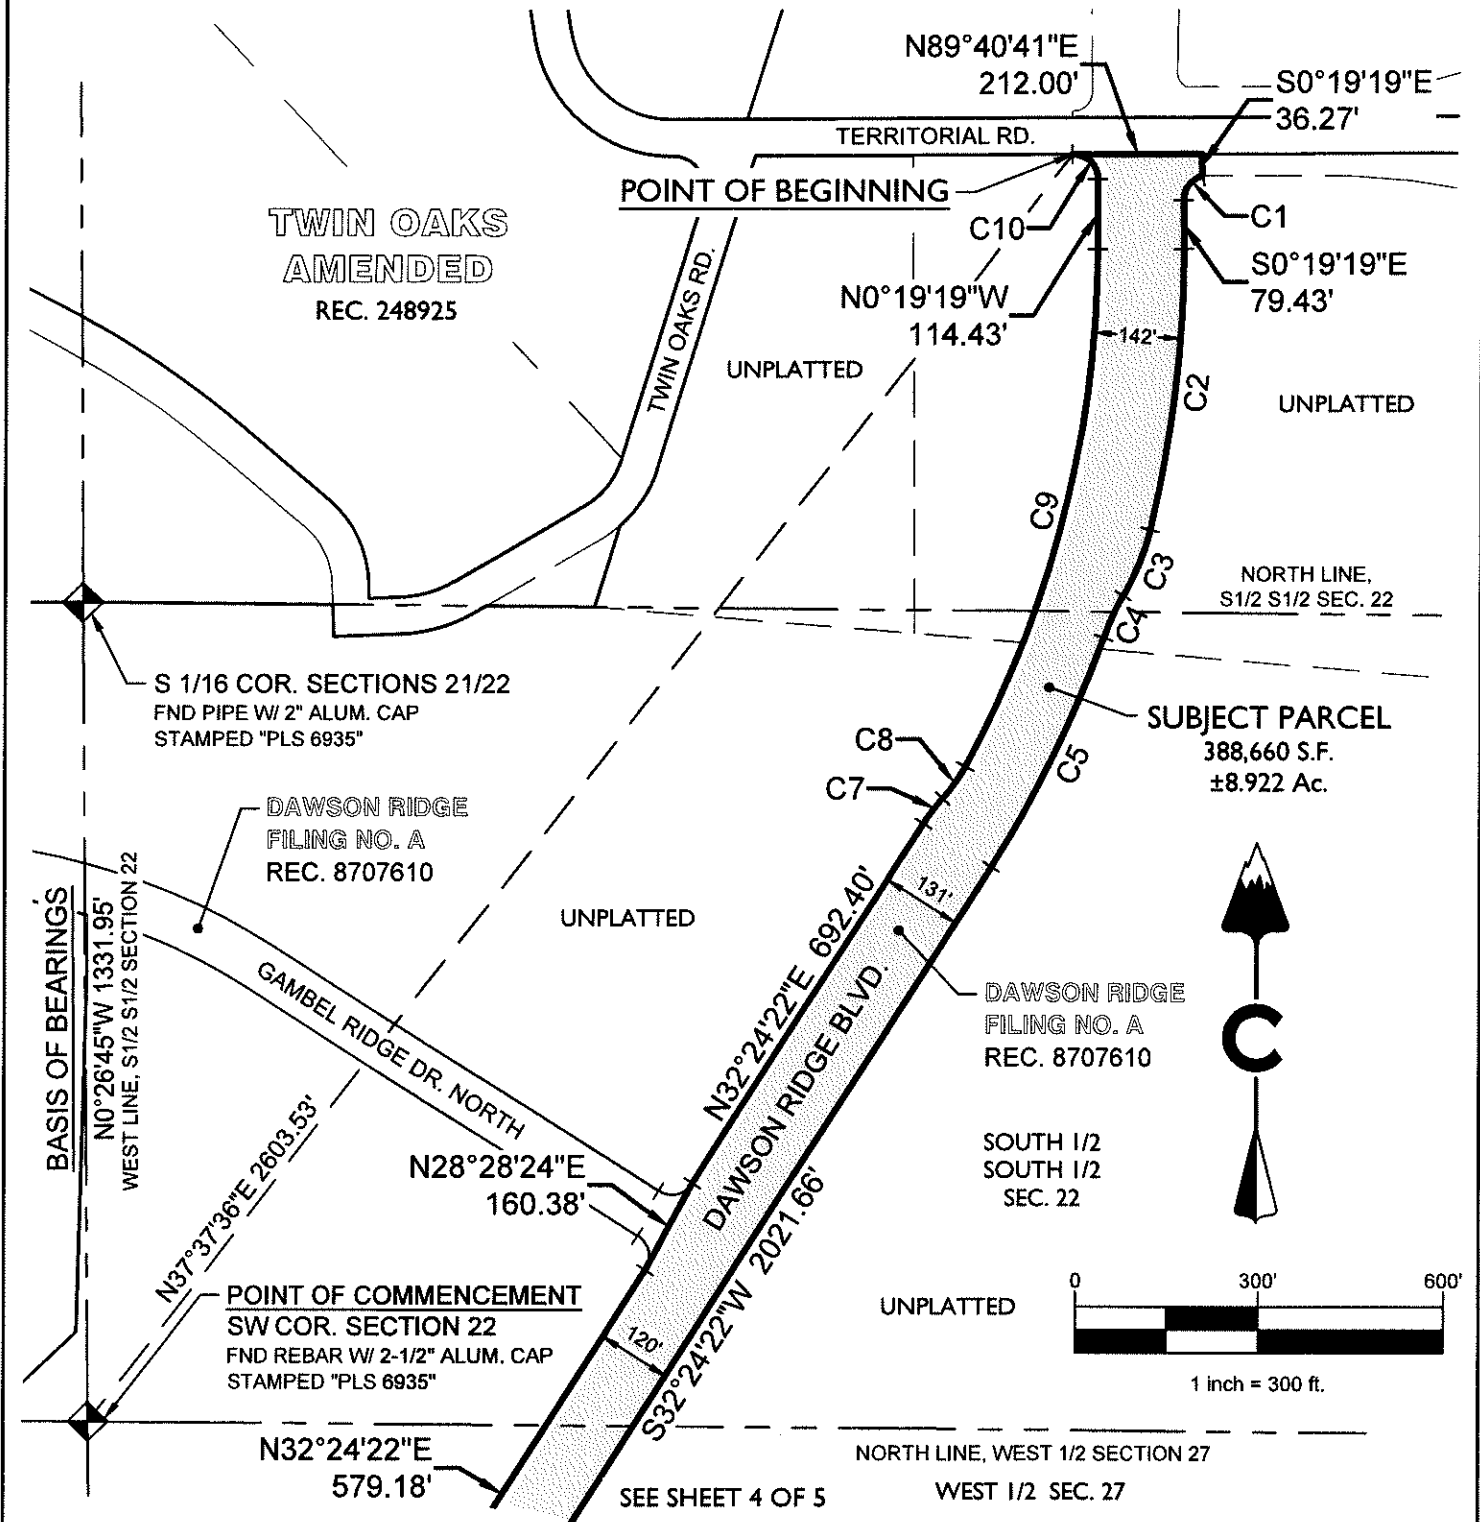 N89°40'41"E
212.00'
S0°19'19"E
36.27'
TERRITORIAL RD.
POINT OF BEGINNING
C10
C1
TWIN OAKS
AMENDED
REC. 248925
S0°19'19"E
79.43'
N0°19'19"W
114.43'
142'
TWIN OAKS RD.
UNPLATTED
C2
UNPLATTED
C9
C3
NORTH LINE,
S1/2 S1/2 SEC. 22
C4
S 1/16 COR. SECTIONS 21/22
FND PIPE W/ 2" ALUM. CAP
STAMPED "PLS 6935"
SUBJECT PARCEL
388,660 S.F.
±8.922 Ac.
C8
C5
C7
DAWSON RIDGE
FILING NO. A
REC. 8707610
131'
UNPLATTED
BASIS OF BEARINGS
N0°26'45"W 1331.95'
WEST LINE, S1/2 S1/2 SECTION 22
GAMBEL RIDGE DR. NORTH
N32°24'22"E 692.40'
DAWSON RIDGE BLVD.
DAWSON RIDGE
FILING NO. A
REC. 8707610
C
N37°37'36"E 2603.53'
N28°28'24"E
160.38'
SOUTH 1/2
SOUTH 1/2
SEC. 22
S32°24'22"W 2021.66'
POINT OF COMMENCEMENT
SW COR. SECTION 22
FND REBAR W/ 2-1/2" ALUM. CAP
STAMPED "PLS 6935"
120'
UNPLATTED
0 300' 600'
1 inch = 300 ft.
N32°24'22"E
579.18'
NORTH LINE, WEST 1/2 SECTION 27
SEE SHEET 4 OF 5
WEST 1/2 SEC. 27